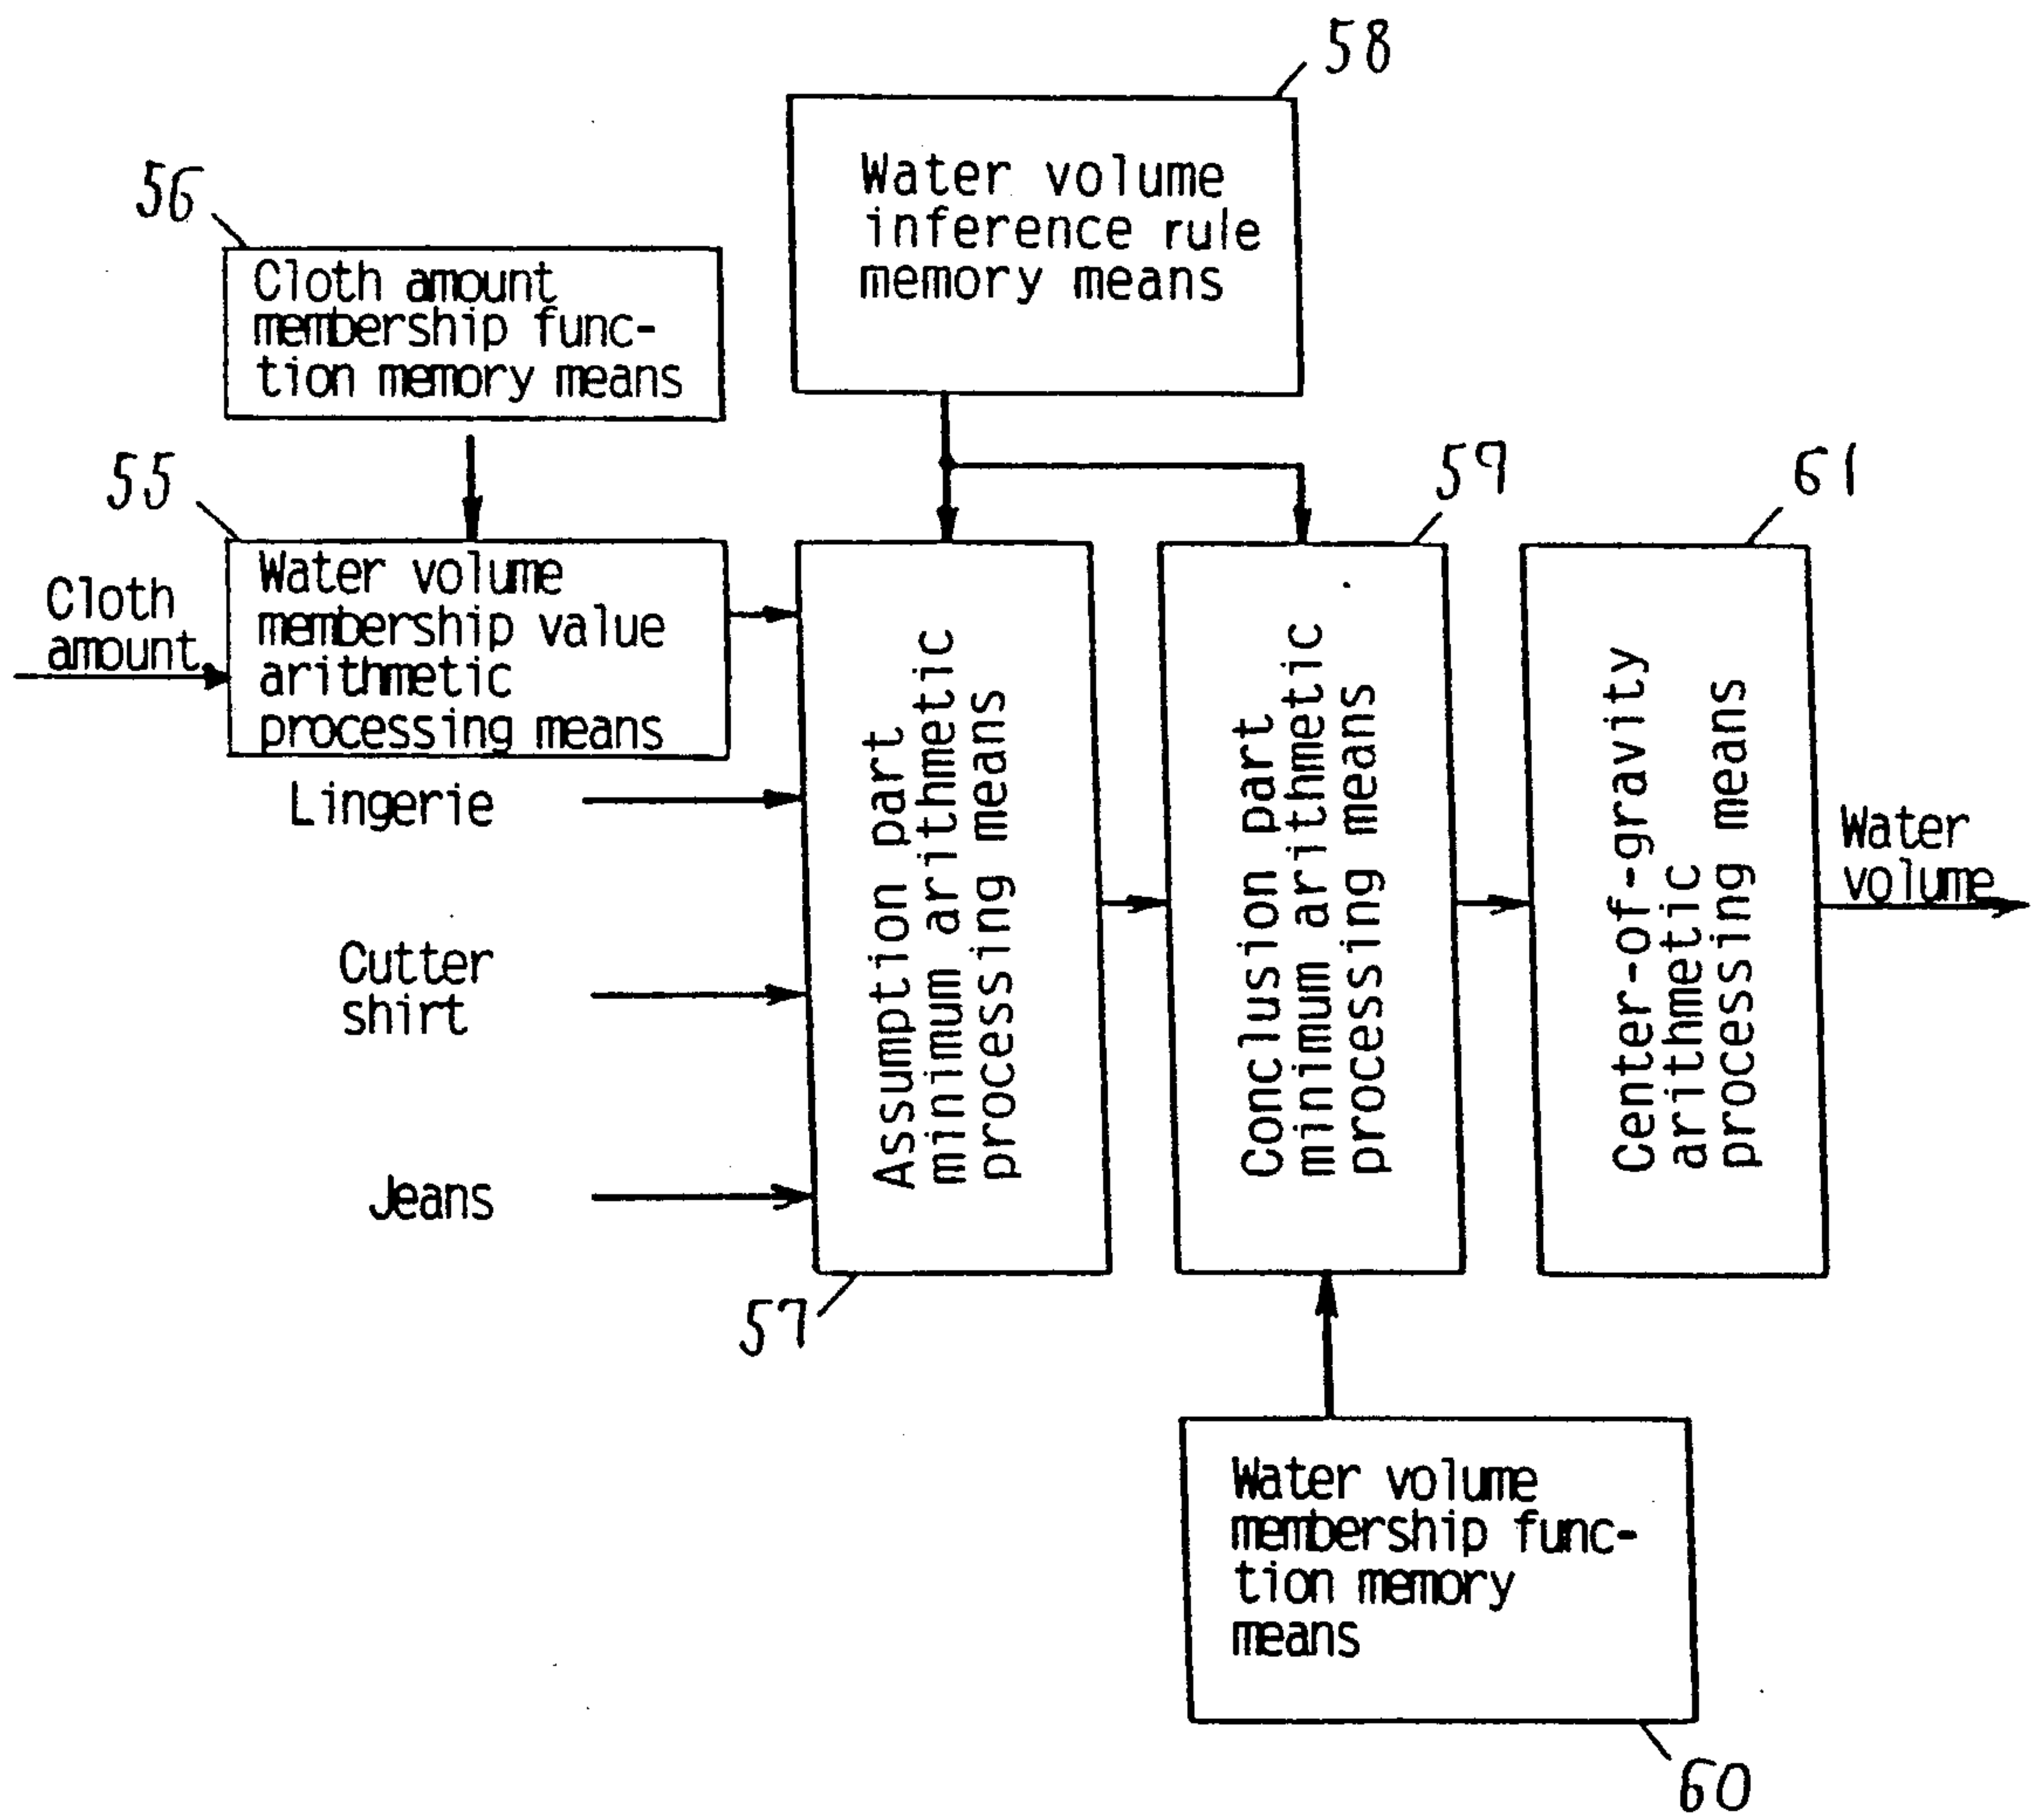 58
Water volume
inference rule
memory means
56
Cloth amount
membership func-
tion memory means
55
Water volume
membership value
arithmetic
processing means
Cloth
amount
59
61
Lingerie
Cutter
shirt
Jeans
Assumption part
minimum arithmetic
processing means
57
Conclusion part
minimum arithmetic
processing means
Center-of-gravity
arithmetic
processing means
Water
volume
Water volume
membership func-
tion memory
means
60